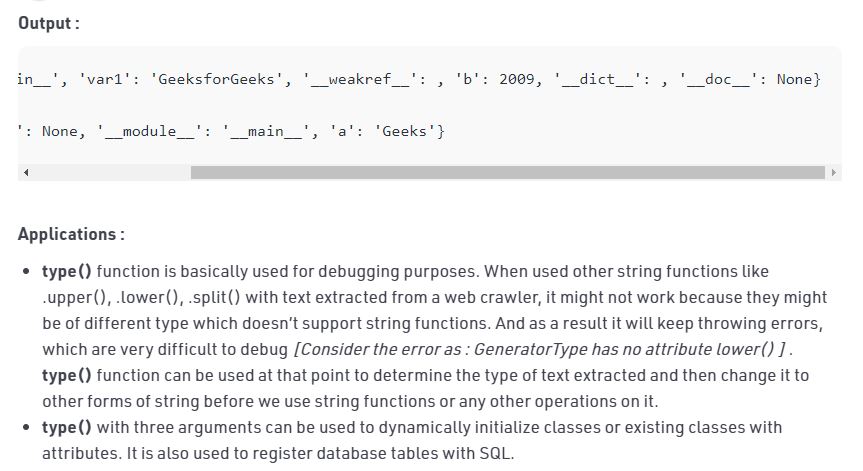 Output :
in__', 'var1': 'GeeksforGeeks', '__weakref__': , 'b': 2009, '__dict__': , '__doc__': None}
': None, '__module__': '__main__', 'a': 'Geeks'}
Applications :
• type() function is basically used for debugging purposes. When used other string functions like
.upper(), .lower(), .split() with text extracted from a web crawler, it might not work because they might
be of different type which doesn’t support string functions. And as a result it will keep throwing errors,
which are very difficult to debug [Consider the error as : GeneratorType has no attribute lower() ] .
type() function can be used at that point to determine the type of text extracted and then change it to
other forms of string before we use string functions or any other operations on it.
• type() with three arguments can be used to dynamically initialize classes or existing classes with
attributes. It is also used to register database tables with SQL.